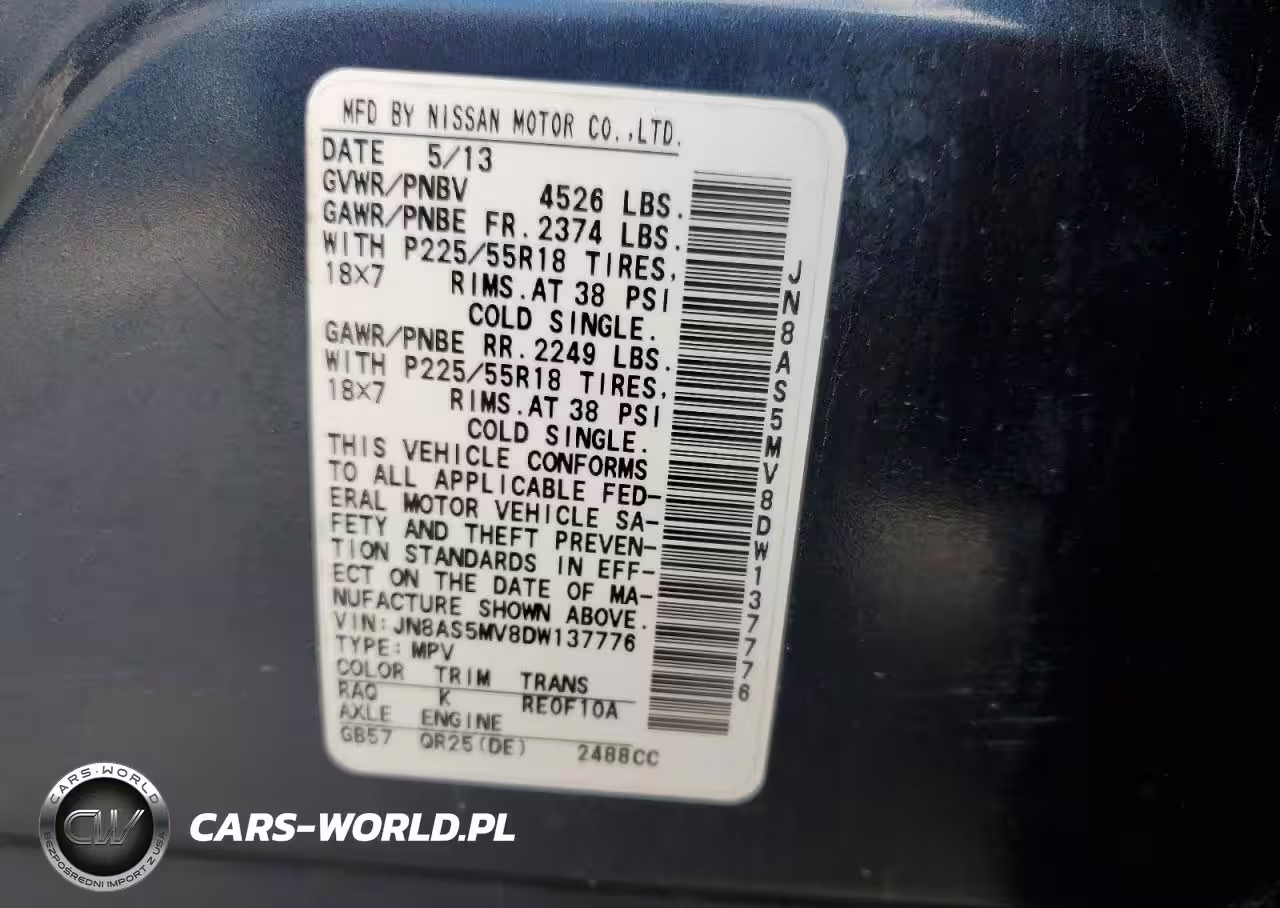 MFD BY NISSAN MOTOR CO.,LTD.
DATE 5/13
GVWR/PNBV 4526 LBS.
GAWR/PNBE FR. 2374 LBS.
WITH P225/55R18 TIRES,
18X7 RIMS.AT 38 PSI
COLD SINGLE.
GAWR/PNBE RR. 2249 LBS.
WITH P225/55R18 TIRES,
18X7 RIMS.AT 38 PSI
COLD SINGLE.
THIS VEHICLE CONFORMS
TO ALL APPLICABLE FED-
ERAL MOTOR VEHICLE SA-
FETY AND THEFT PREVEN-
TION STANDARDS IN EFF-
ECT ON THE DATE OF MA-
NUFACTURE SHOWN ABOVE.
VIN:JN8AS5MV8DW137776
TYPE:MPV
COLOR TRIM TRANS
RAQ K RE0F10A
AXLE ENGINE
GB57 QR25(DE) 2488CC
JN8AS5MV8DW137776
CARS-WORLD
CW
BEZPOŚREDNI IMPORT Z USA
CARS-WORLD.PL